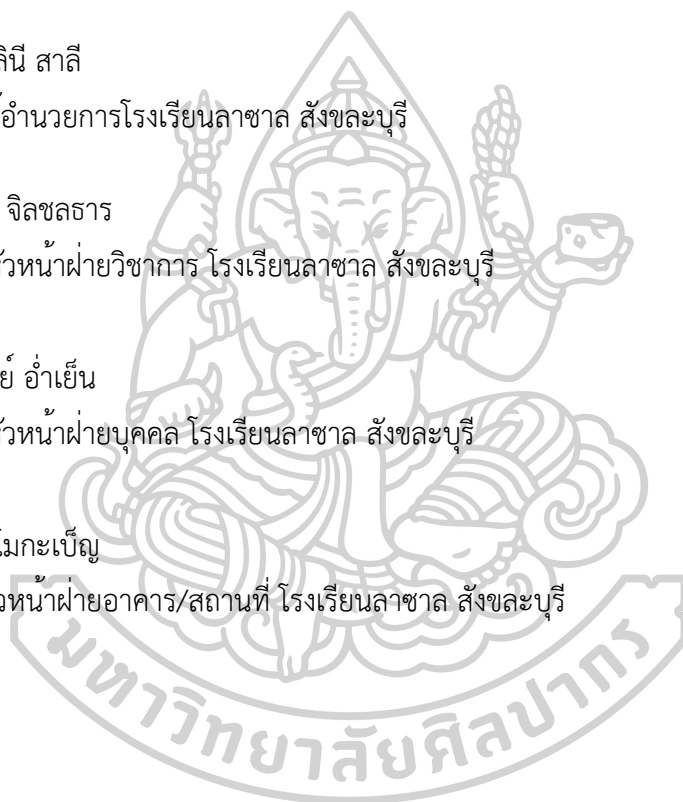 สาลี
อำนวยการโรงเรียนลาซาล สังขละบุรี
จิลชลธาร
วหน้าฝ่ายวิชาการ โรงเรียนลาซาล สังขละบุรี
อ่ำเย็น
วหน้าฝ่ายบุคคล โรงเรียนลาซาล สังขละบุรี
โมกะเบ็ญ
วหน้าฝ่ายอาคาร/สถานที่ โรงเรียนลาซาล สังขละบุรี
มหาวิทยาลัยศิลปากร